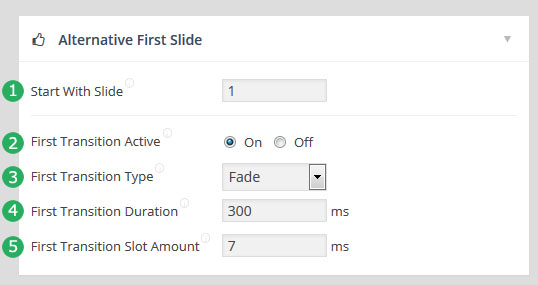 Alternative First Slide
1 Start With Slide 1
2 First Transition Active On Off
3 First Transition Type Fade
4 First Transition Duration 300 ms
5 First Transition Slot Amount 7 ms